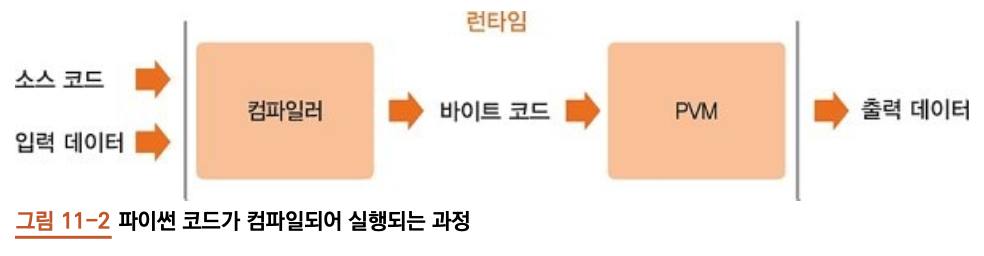 런타임
소스 코드
입력 데이터
컴파일러
바이트 코드
PVM
출력 데이터
그림 11-2 파이썬 코드가 컴파일되어 실행되는 과정